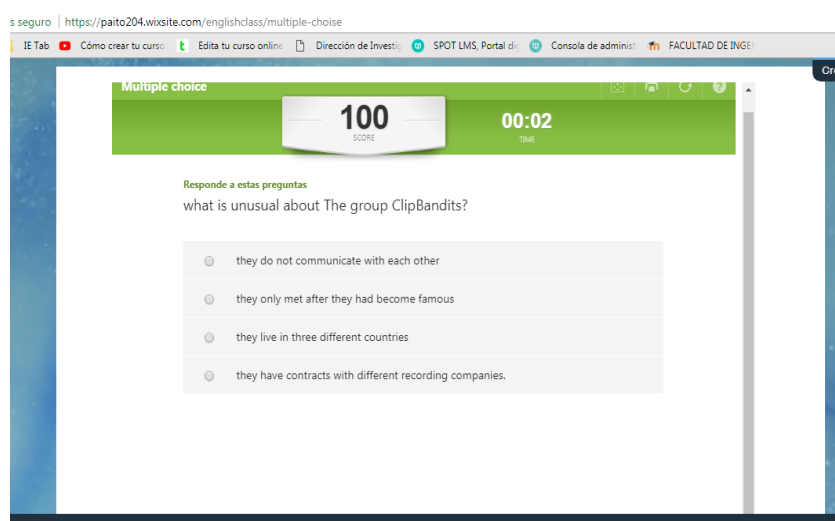 s seguro | https://paito204.wixsite.com/englishclass/multiple-choise
IE Tab Cómo crear tu curso Edita tu curso online Dirección de Investig SPOT LMS, Portal dig Consola de administ FACULTAD DE INGE
Cre
Multiple choice
100
SCORE
00:02
TIME
Responde a estas preguntas
what is unusual about The group ClipBandits?
they do not communicate with each other
they only met after they had become famous
they live in three different countries
they have contracts with different recording companies.